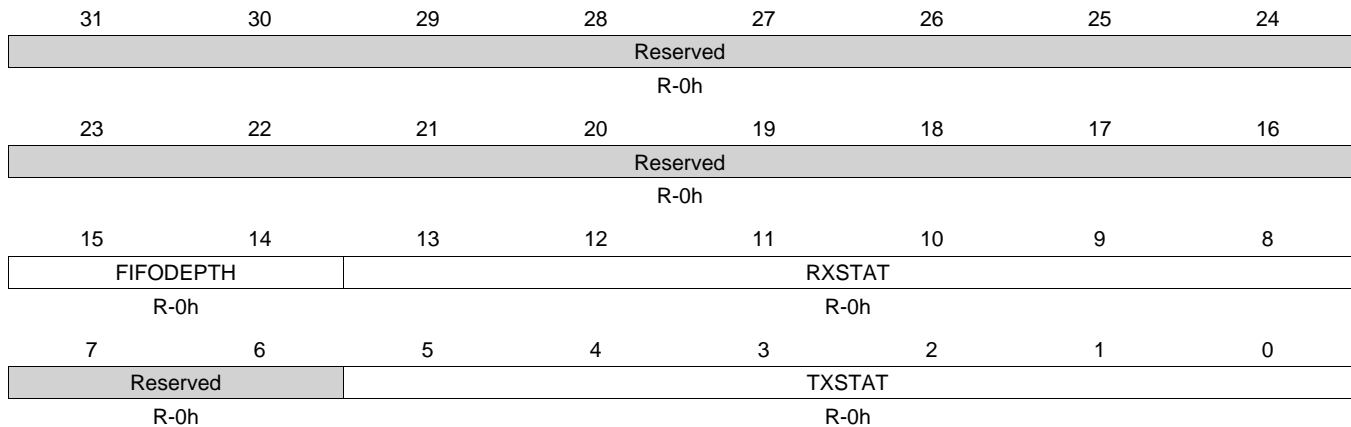 31 30 29 28 27 26 25 24
Reserved
R-0h
23 22 21 20 19 18 17 16
Reserved
R-0h
15 14 13 12 11 10 9 8
FIFODEPTH RXSTAT
R-0h R-0h
7 6 5 4 3 2 1 0
Reserved TXSTAT
R-0h R-0h